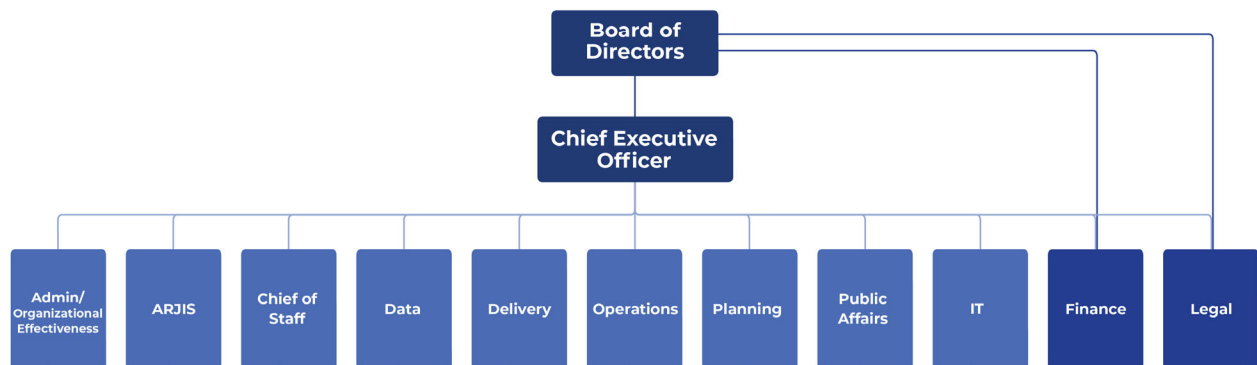 Board of
Directors
Chief Executive
Officer
Admin/
Organizational
Effectiveness
ARJIS
Chief of
Staff
Data
Delivery
Operations
Planning
Public
Affairs
IT
Finance
Legal